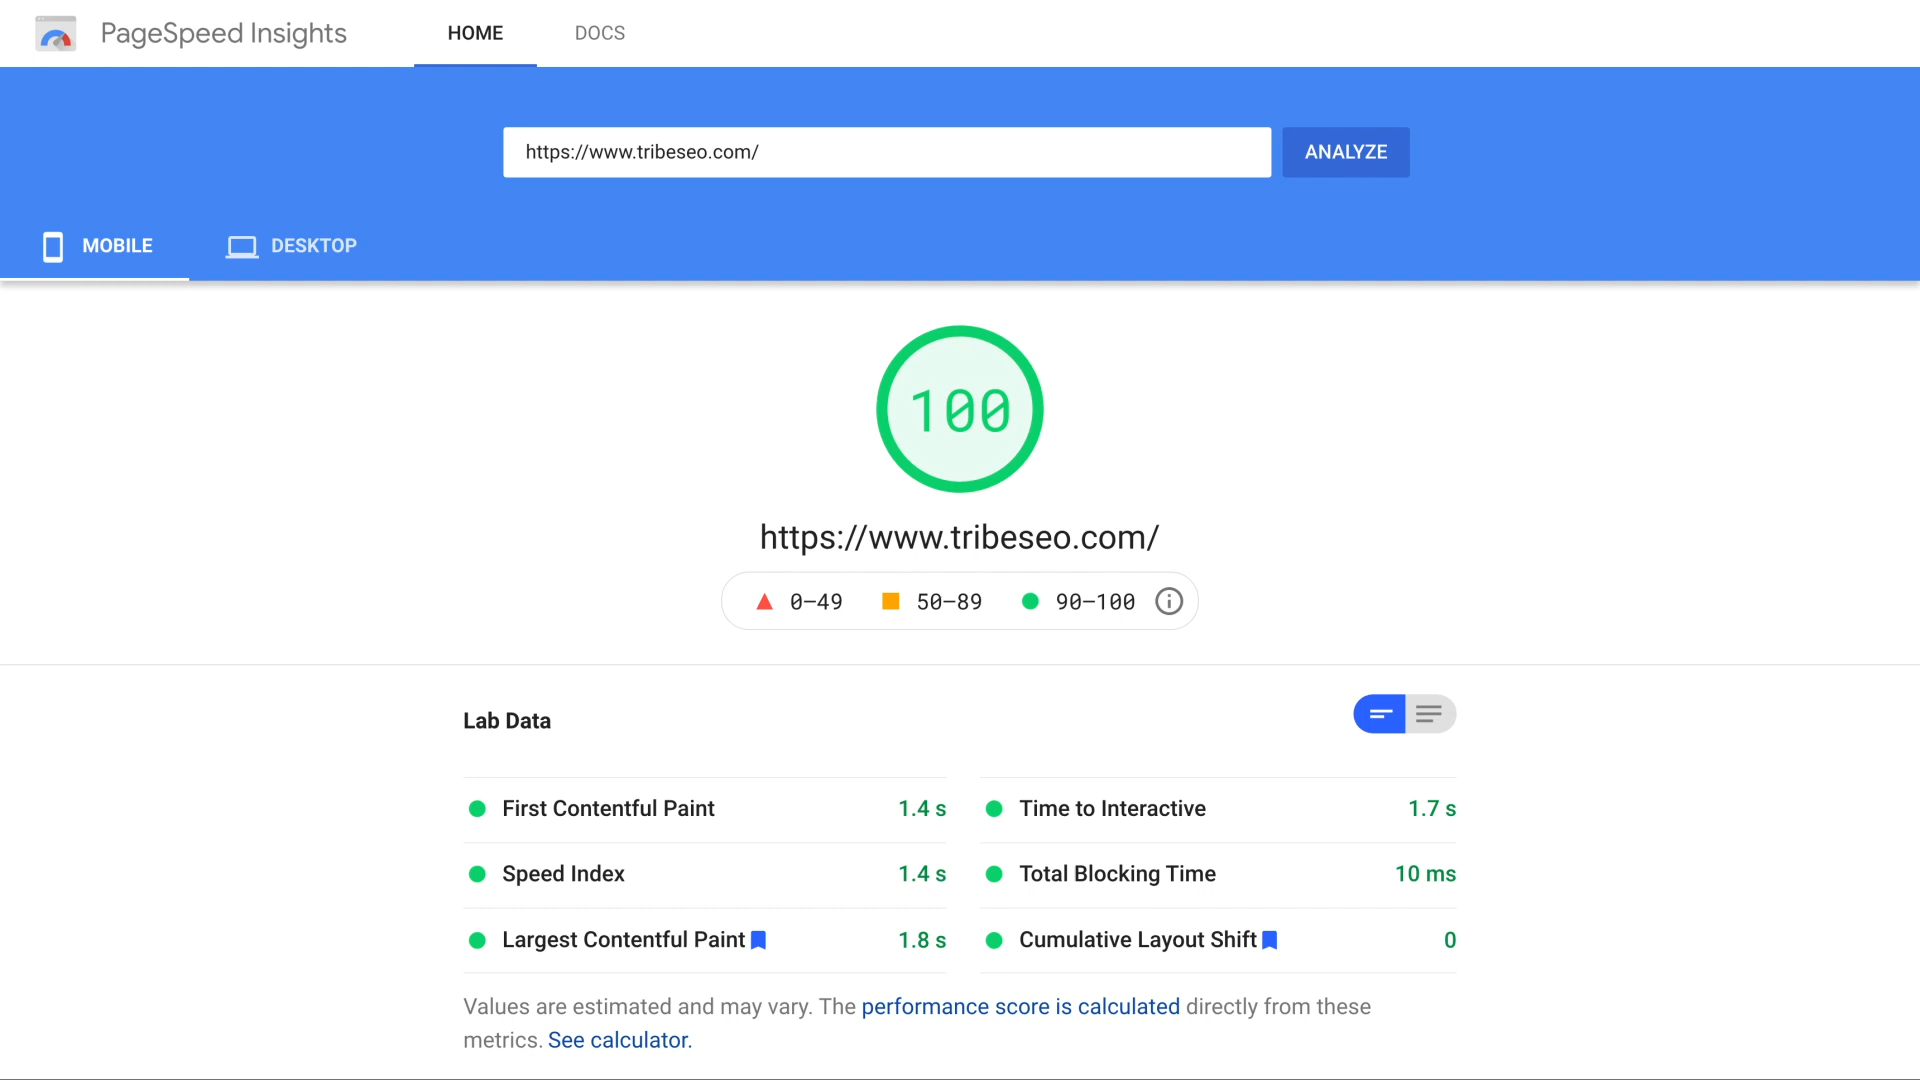 PageSpeed Insights
HOME
DOCS
https://www.tribeseo.com/
ANALYZE
MOBILE
DESKTOP
100
https://www.tribeseo.com/
0–49
50–89
90–100
Lab Data
First Contentful Paint 1.4 s
Time to Interactive 1.7 s
Speed Index 1.4 s
Total Blocking Time 10 ms
Largest Contentful Paint 1.8 s
Cumulative Layout Shift 0
Values are estimated and may vary. The performance score is calculated directly from these
metrics. See calculator.